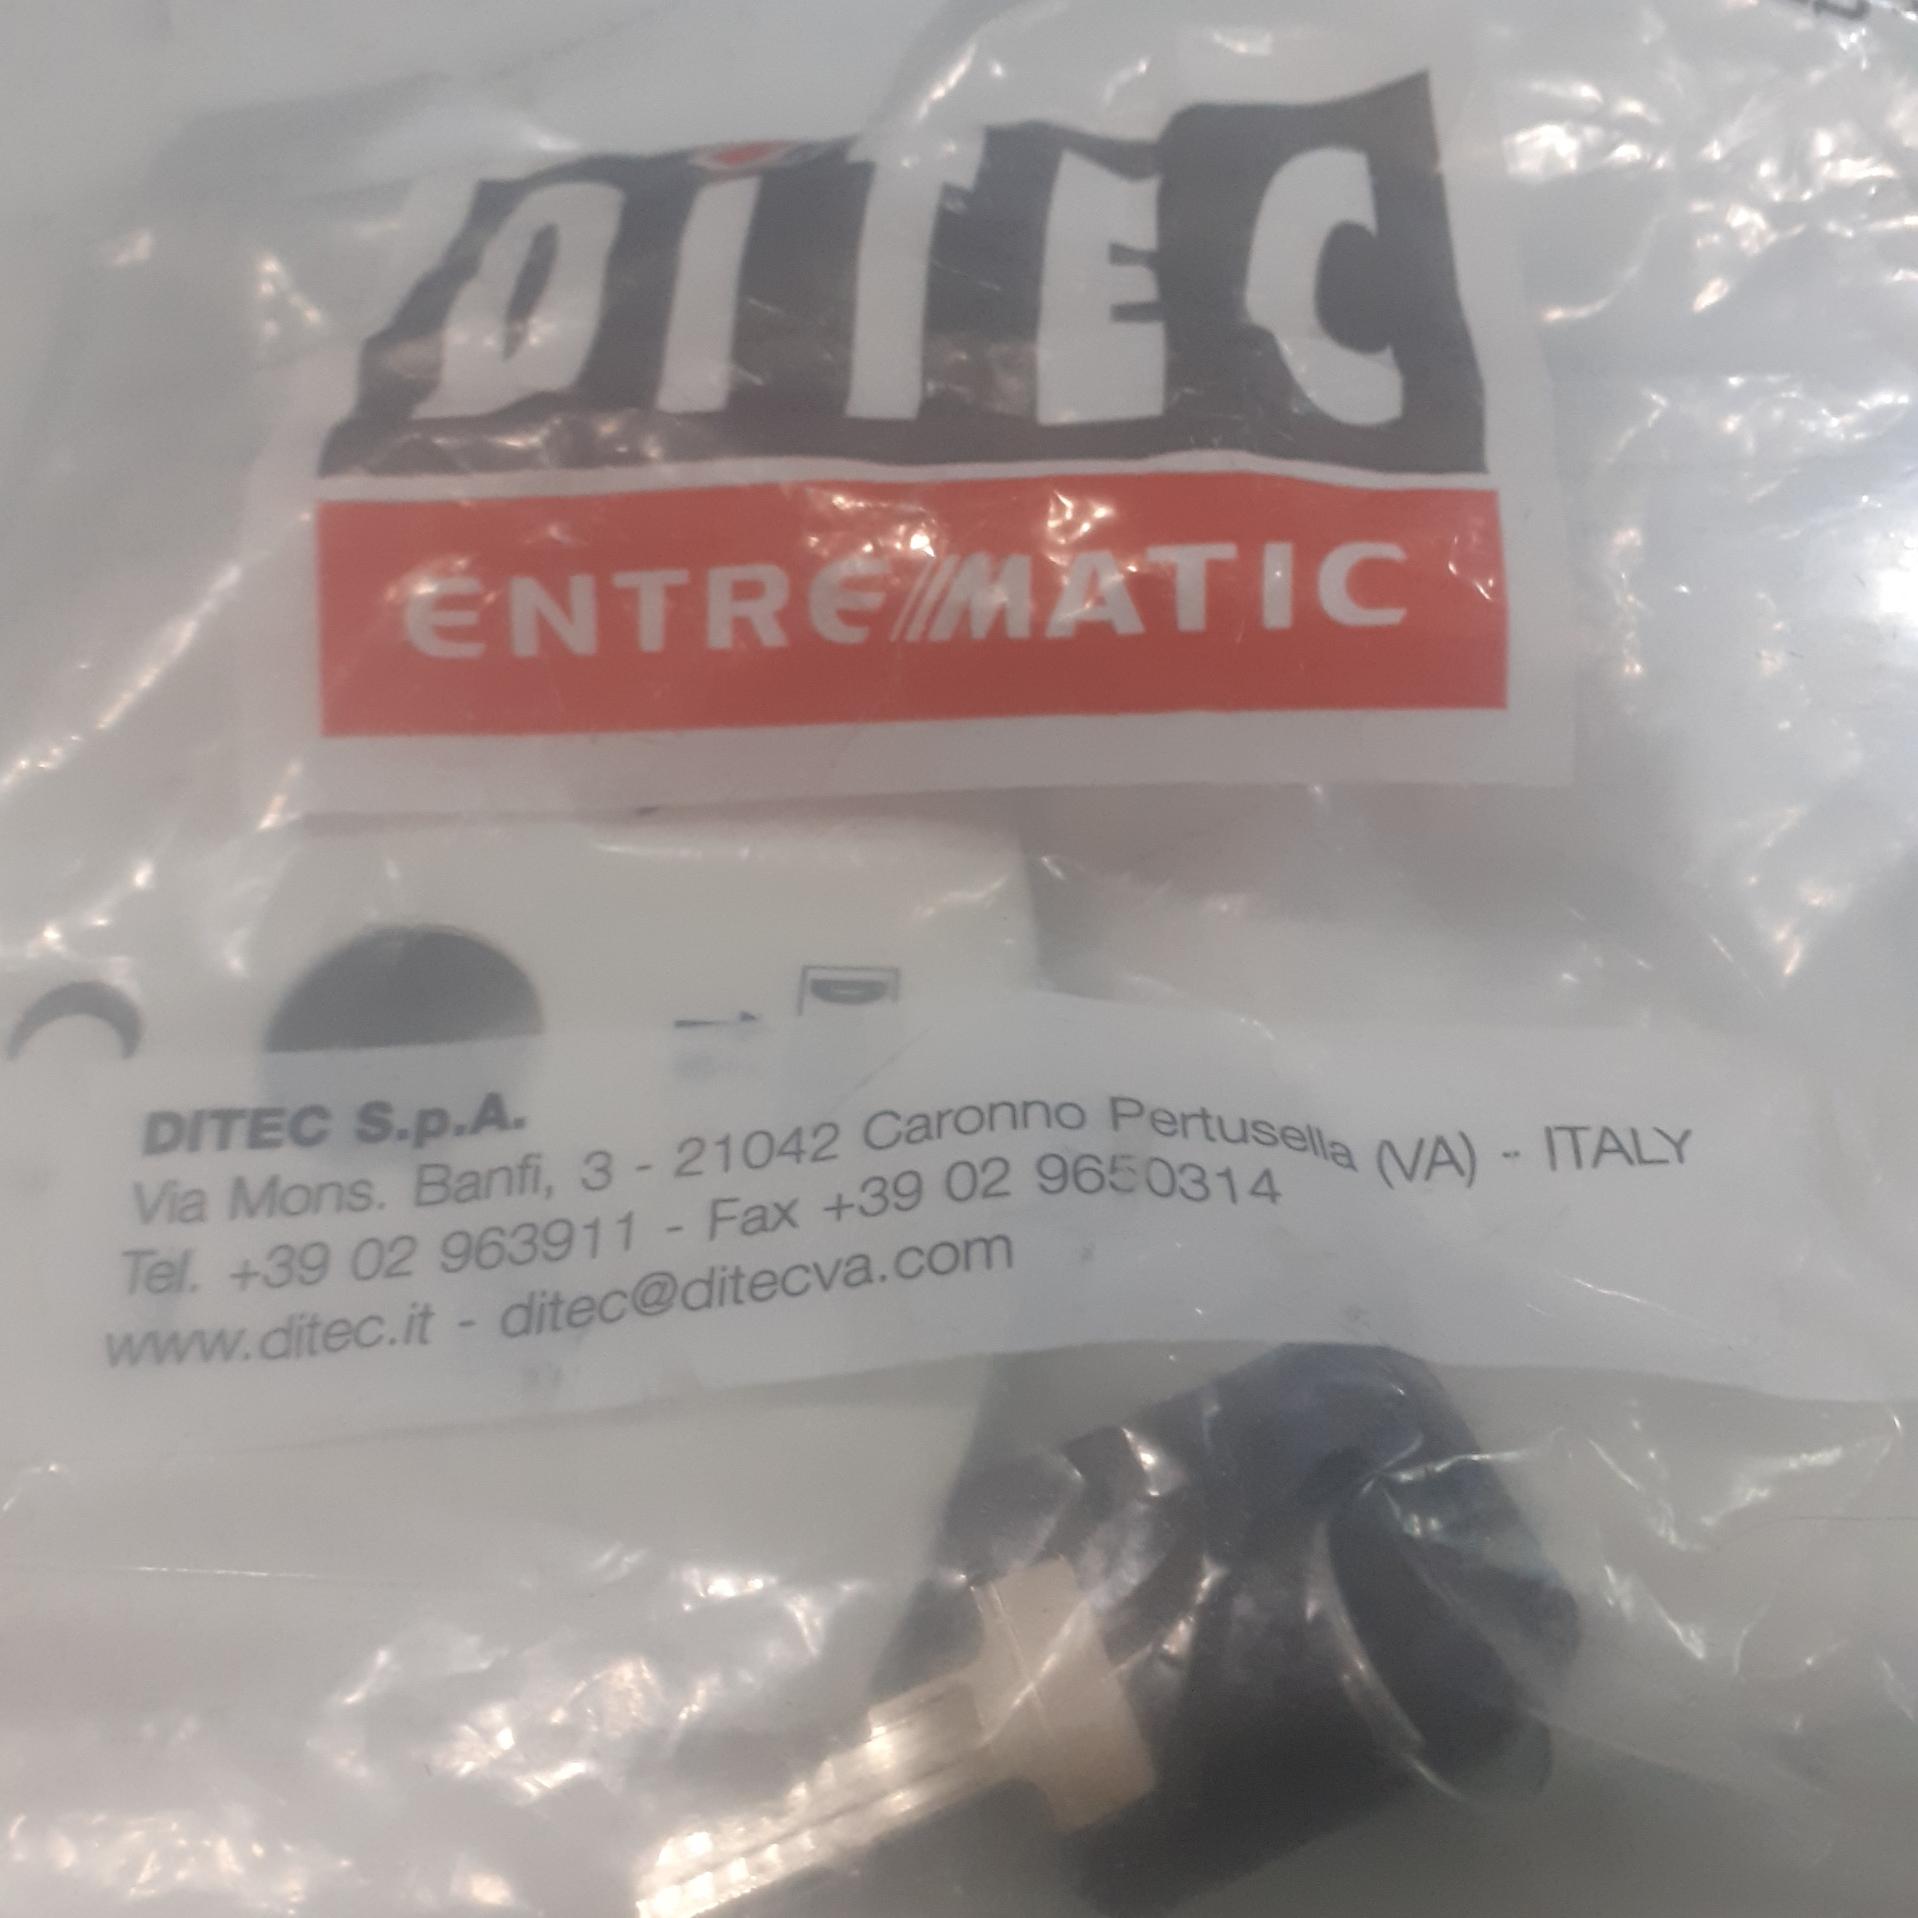 DiTEC
ENTREMATIC
DITEC S.p.A.
Via Mons. Banfi, 3 - 21042 Caronno Pertusella (VA) - ITALY
Tel. +39 02 963911 - Fax +39 02 9650314
www.ditec.it - ditec@ditecva.com